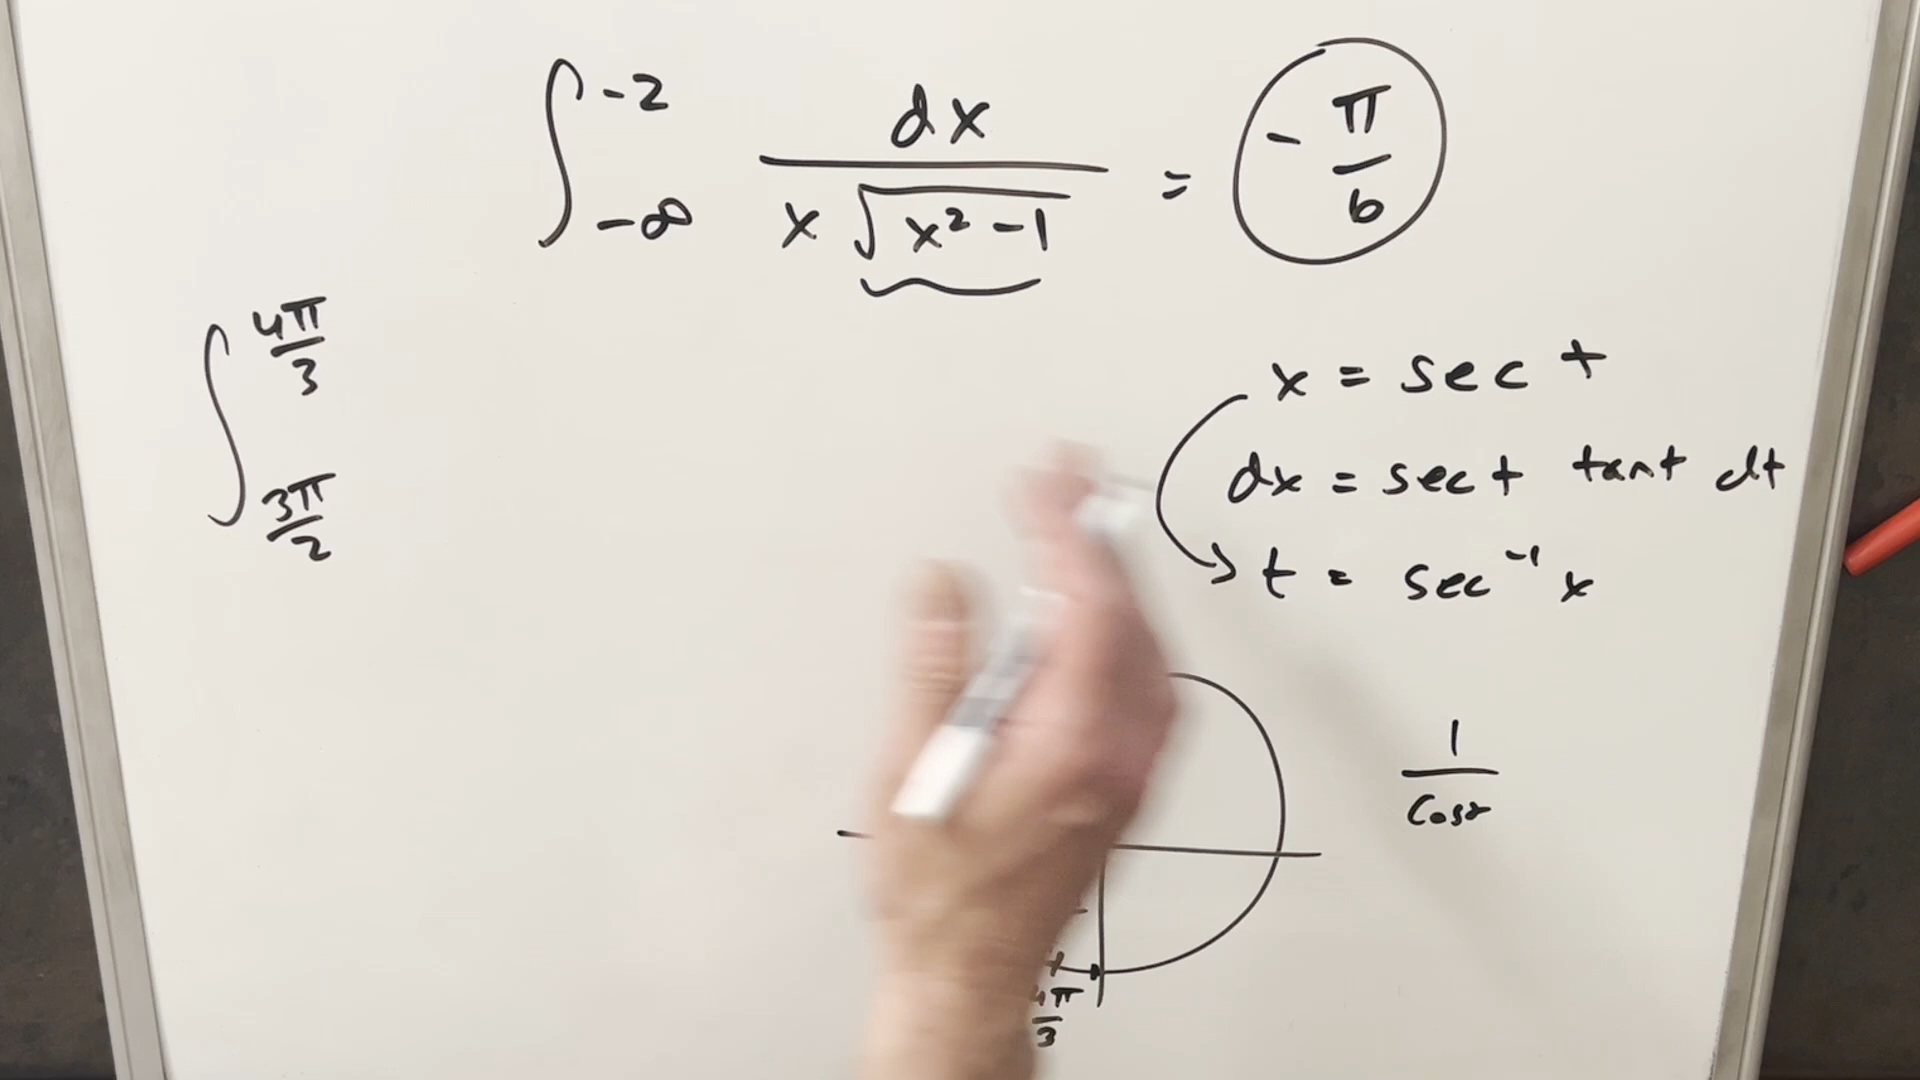 ∫_{-∞}^{-2} dx / (x √(x² - 1)) = - π/6
∫_{3π/2}^{4π/3}
x = sec t
dx = sec t tan t dt
t = sec⁻¹ x
1 / cos
4π/3